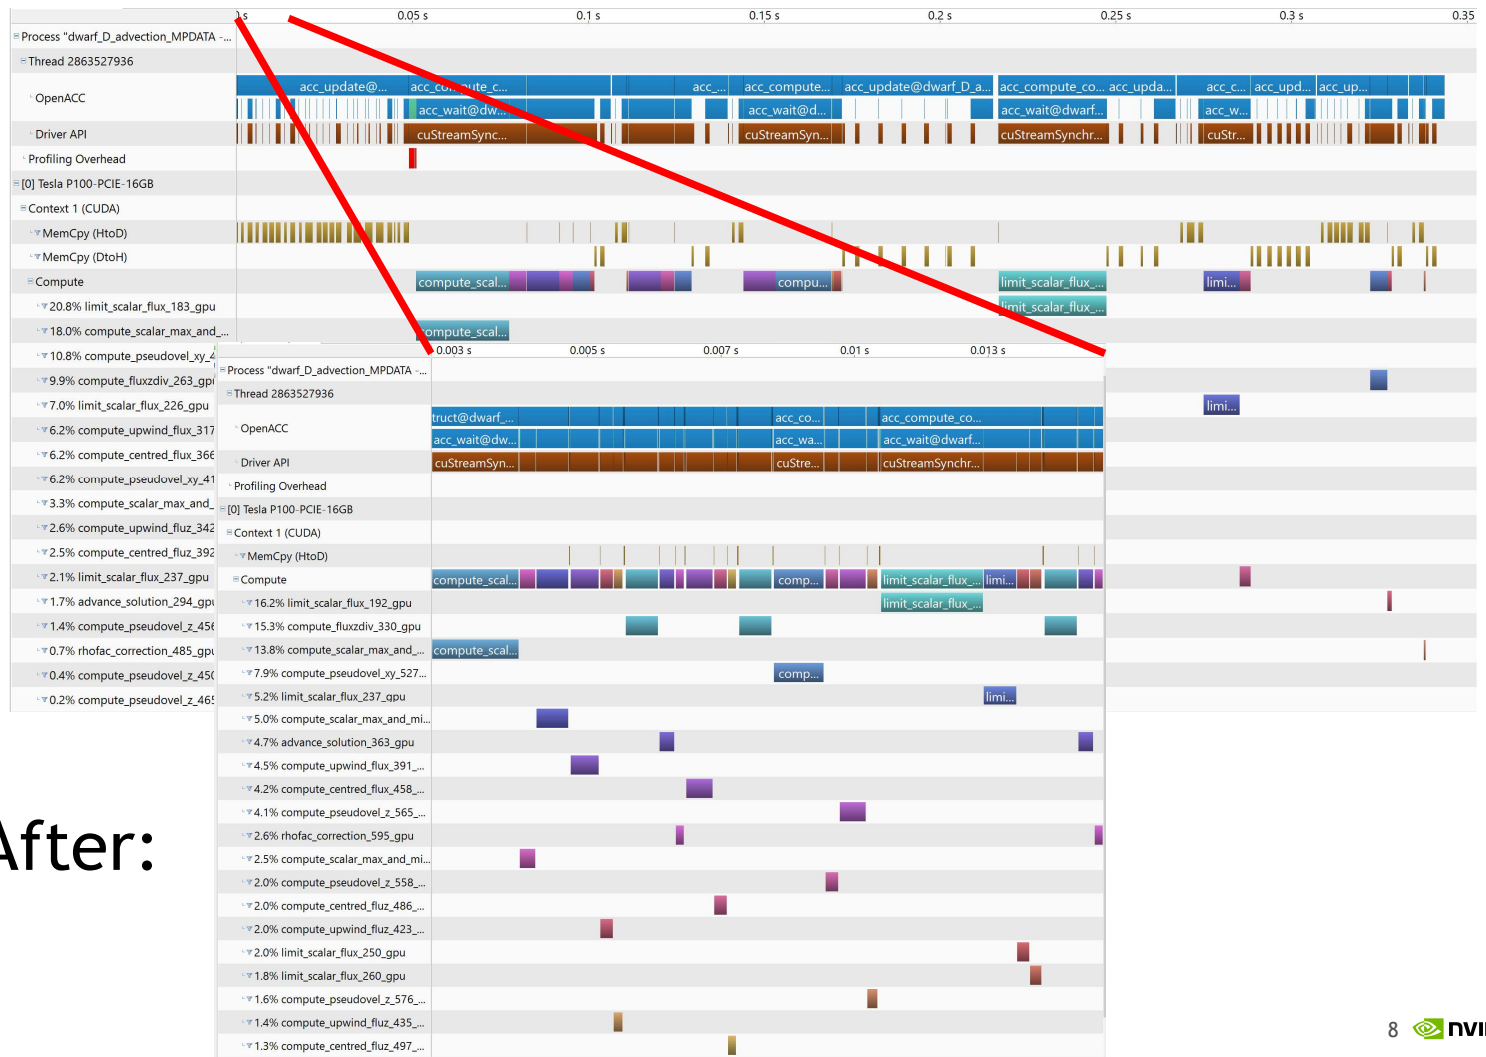 s 0.05 s 0.1 s 0.15 s 0.2 s 0.25 s 0.3 s 0.35
Process "dwarf_D_advection_MPDATA -...
Thread 2863527936
OpenACC
acc_update@... acc_compute_c... acc_... acc_compute... acc_update@dwarf_D_a... acc_compute_co... acc_upda... acc_c... acc_upd... acc_up...
acc_wait@dw... acc_wait@d... acc_wait@dwarf... acc_w...
Driver API cuStreamSync... cuStreamSyn... cuStreamSynchr... cuStr...
Profiling Overhead
[0] Tesla P100-PCIE-16GB
Context 1 (CUDA)
MemCpy (HtoD)
MemCpy (DtoH)
Compute compute_scal... compu... limit_scalar_flux_... limi...
20.8% limit_scalar_flux_183_gpu limit_scalar_flux_...
18.0% compute_scalar_max_and_... compute_scal...
10.8% compute_pseudovel_xy_4
9.9% compute_fluxzdiv_263_gpu
7.0% limit_scalar_flux_226_gpu limi...
6.2% compute_upwind_flux_317
6.2% compute_centred_flux_366
6.2% compute_pseudovel_xy_41
3.3% compute_scalar_max_and_
2.6% compute_upwind_fluz_342
2.5% compute_centred_fluz_392
2.1% limit_scalar_flux_237_gpu
1.7% advance_solution_294_gpu
1.4% compute_pseudovel_z_456
0.7% rhofac_correction_485_gpu
0.4% compute_pseudovel_z_450
0.2% compute_pseudovel_z_465
0.003 s 0.005 s 0.007 s 0.01 s 0.013 s
Process "dwarf_D_advection_MPDATA -...
Thread 2863527936
OpenACC
truct@dwarf_... acc_co... acc_compute_co...
acc_wait@dw... acc_wa... acc_wait@dwarf...
Driver API cuStreamSyn... cuStre... cuStreamSynchr...
Profiling Overhead
[0] Tesla P100-PCIE-16GB
Context 1 (CUDA)
MemCpy (HtoD)
Compute compute_scal... comp... limit_scalar_flux_... limi...
16.2% limit_scalar_flux_192_gpu limit_scalar_flux_...
15.3% compute_fluxzdiv_330_gpu
13.8% compute_scalar_max_and_... compute_scal...
7.9% compute_pseudovel_xy_527... comp...
5.2% limit_scalar_flux_237_gpu limi...
5.0% compute_scalar_max_and_mi...
4.7% advance_solution_363_gpu
4.5% compute_upwind_flux_391_...
4.2% compute_centred_flux_458_...
4.1% compute_pseudovel_z_565_...
2.6% rhofac_correction_595_gpu
2.5% compute_scalar_max_and_mi...
2.0% compute_pseudovel_z_558_...
2.0% compute_centred_fluz_486_...
2.0% compute_upwind_fluz_423_...
2.0% limit_scalar_flux_250_gpu
1.8% limit_scalar_flux_260_gpu
1.6% compute_pseudovel_z_576_...
1.4% compute_upwind_fluz_435_...
1.3% compute_centred_fluz_497_...
After:
8 NVI